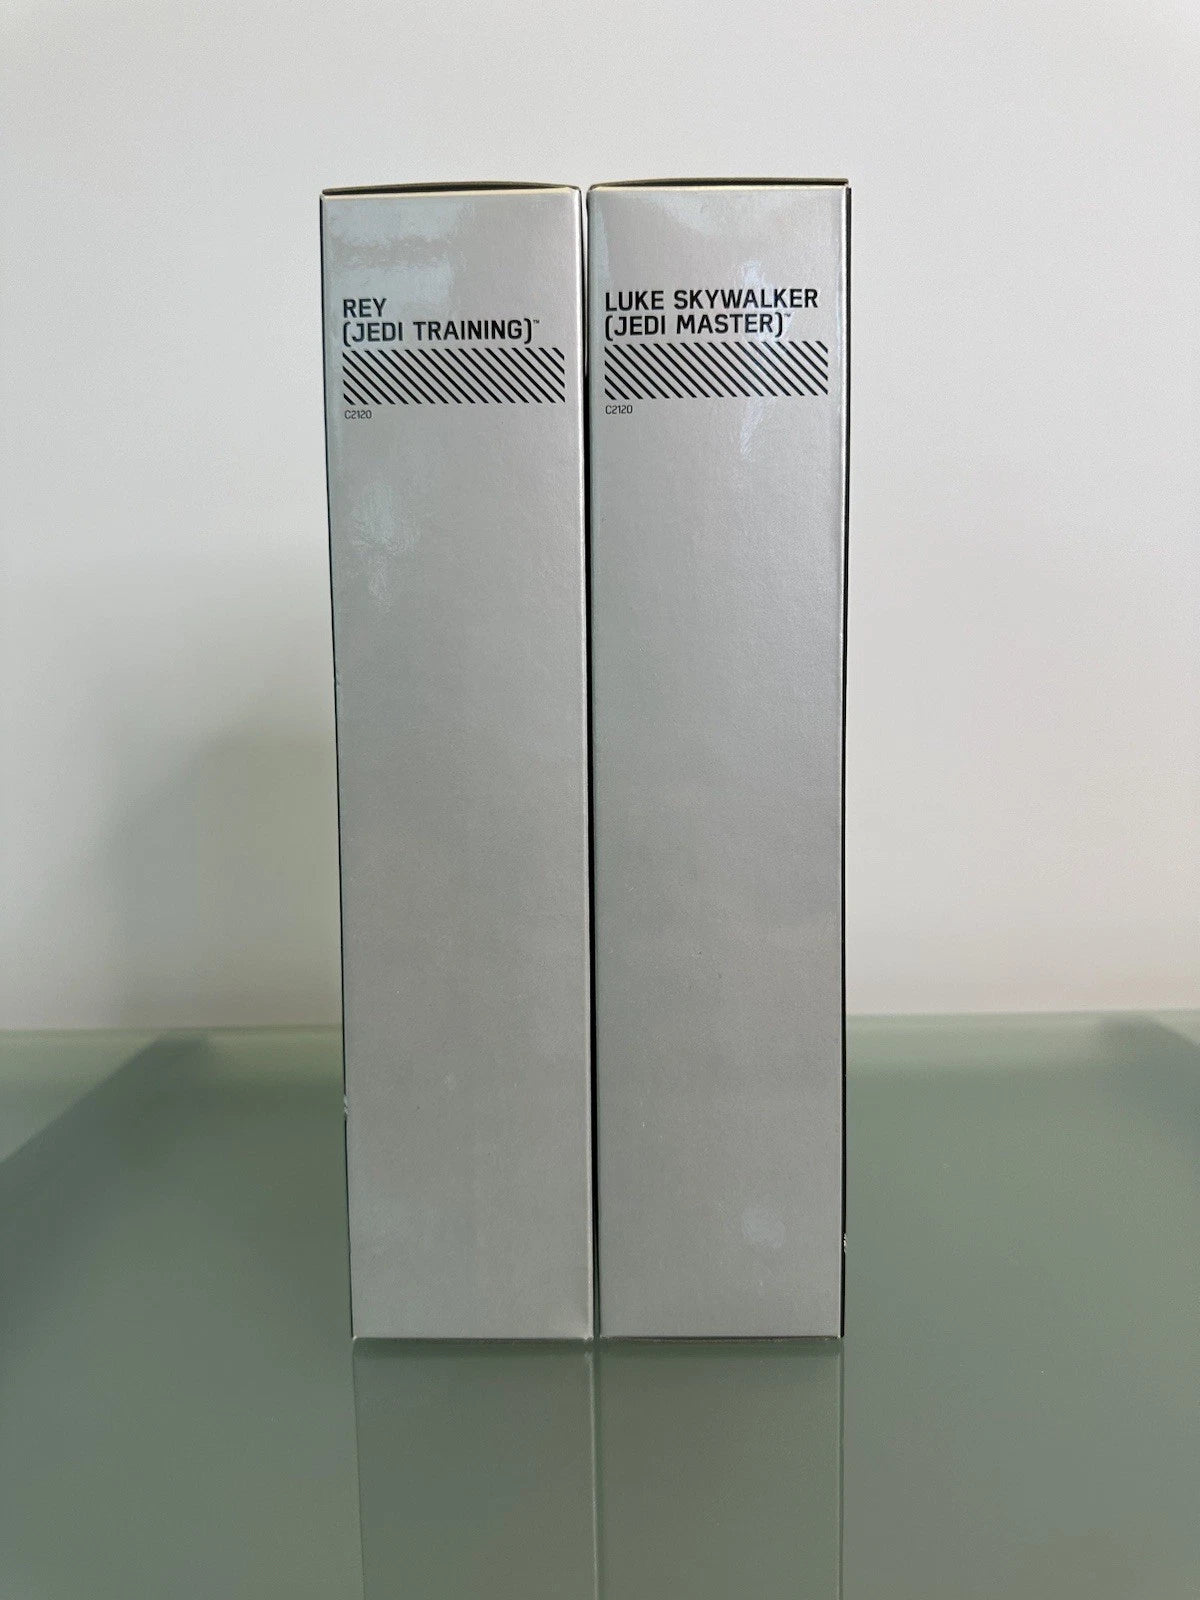 REY
(JEDI TRAINING)™
C2120
LUKE SKYWALKER
(JEDI MASTER)™
C2120